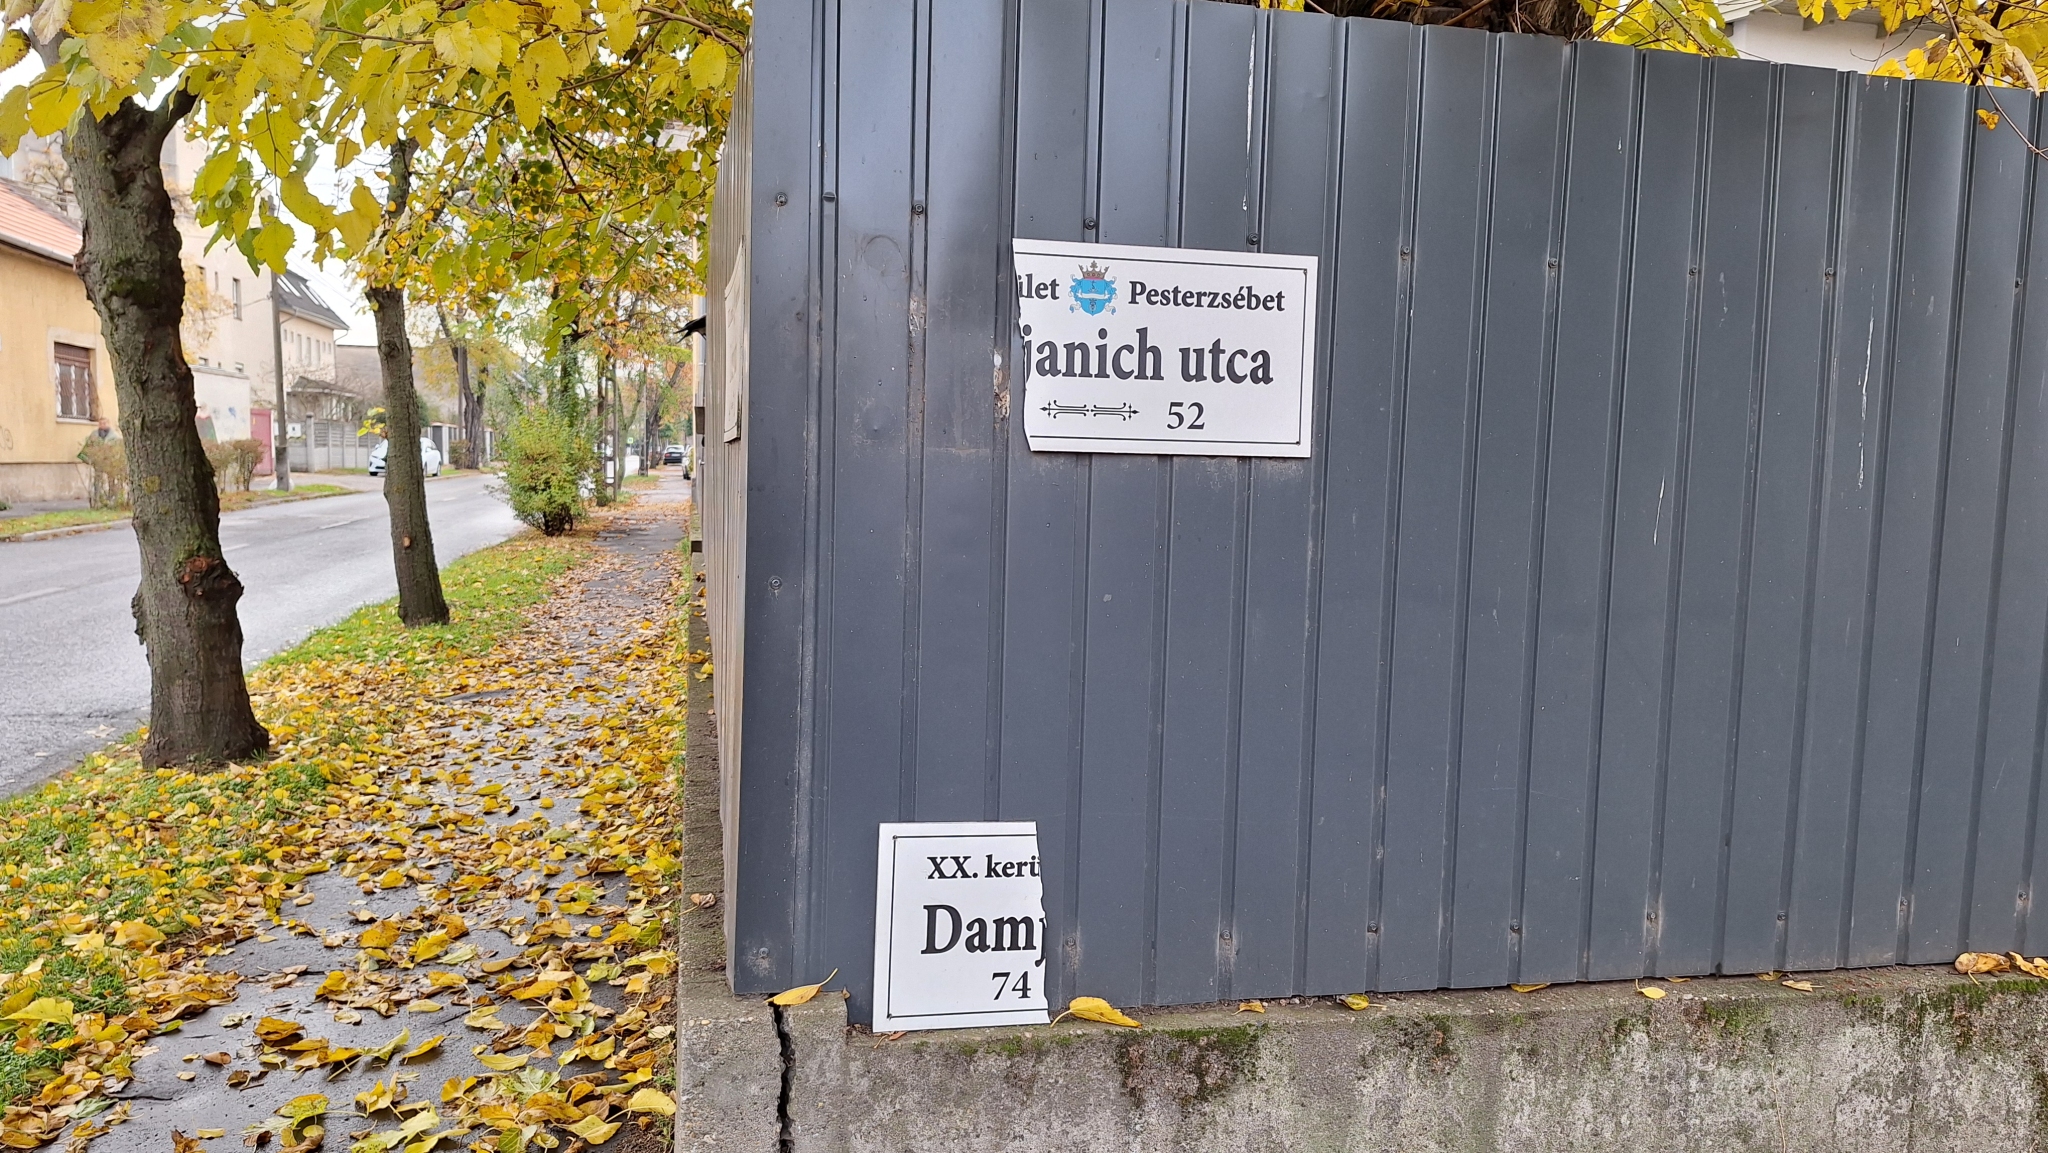 ület Pesterzsébet
janich utca
52
XX. kerü
Damj
74